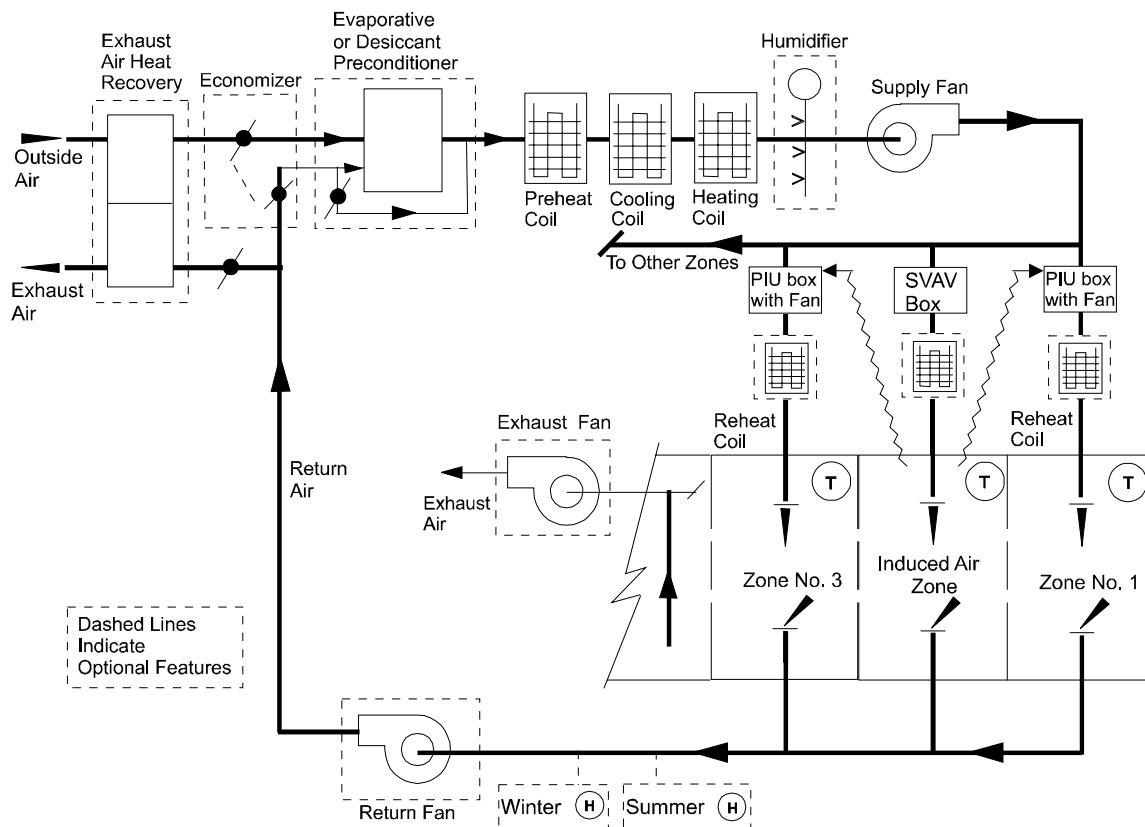 Exhaust
Air Heat
Recovery
Economizer
Evaporative
or Desiccant
Preconditioner
Humidifier
Supply Fan
Outside
Air
Exhaust
Air
Preheat
Coil
Cooling
Coil
Heating
Coil
To Other Zones
PIU box
with Fan
SVAV
Box
PIU box
with Fan
Reheat
Coil
Reheat
Coil
Exhaust Fan
Exhaust
Air
Return
Air
T
T
T
Zone No. 3
Induced Air
Zone
Zone No. 1
Dashed Lines
Indicate
Optional Features
Return Fan
Winter H
Summer H